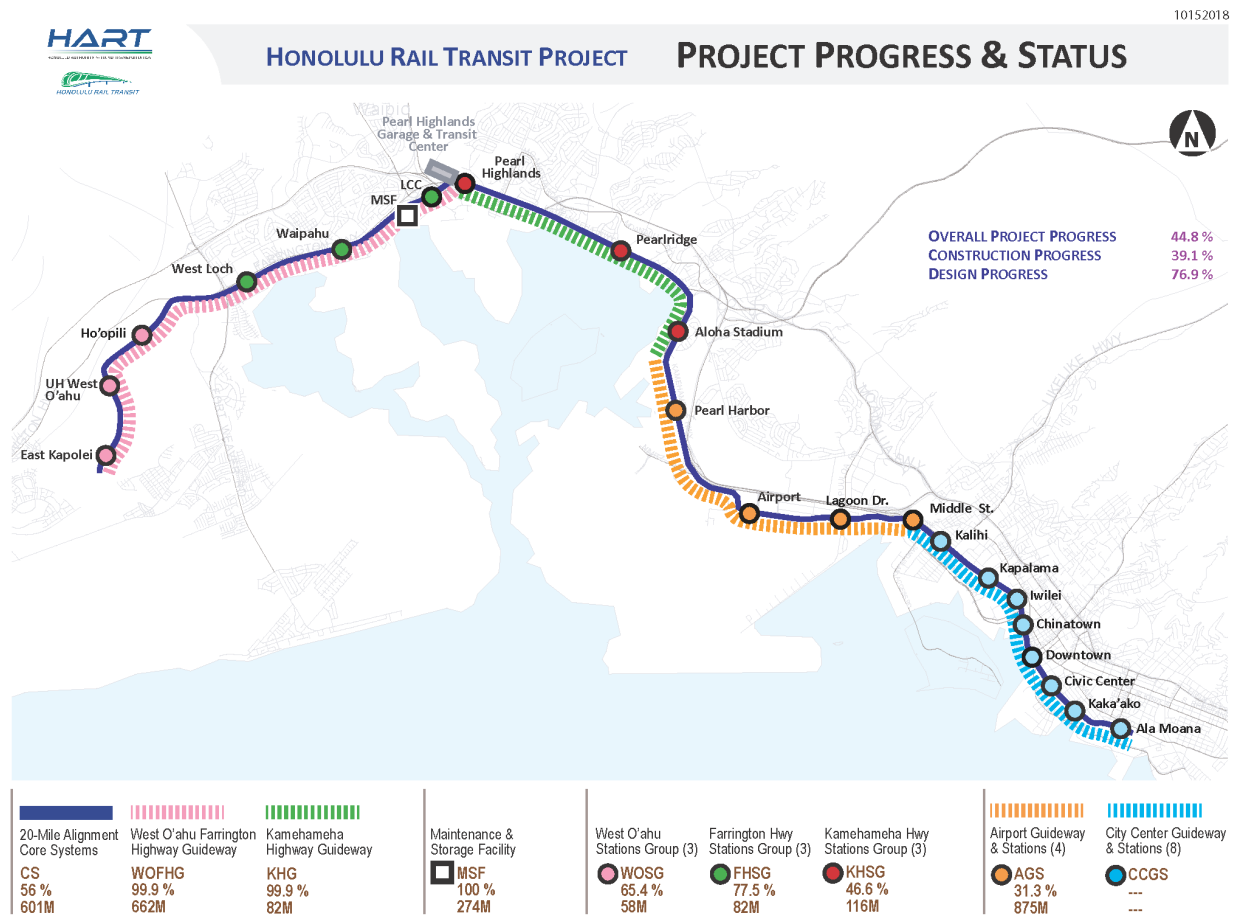 10152018
HART
HONOLULU RAIL TRANSIT
HONOLULU RAIL TRANSIT PROJECT
PROJECT PROGRESS & STATUS
Pearl Highlands
Garage & Transit
Center
N
Pearl
Highlands
LCC
MSF
Waipahu
Pearlridge
OVERALL PROJECT PROGRESS 44.8 %
CONSTRUCTION PROGRESS 39.1 %
DESIGN PROGRESS 76.9 %
West Loch
Ho'opili
Aloha Stadium
UH West
O'ahu
Pearl Harbor
East Kapolei
Airport
Lagoon Dr.
Middle St.
Kalihi
Kapalama
Iwilei
Chinatown
Downtown
Civic Center
Kaka'ako
Ala Moana
20-Mile Alignment
Core Systems
CS
56 %
601M
West O'ahu Farrington
Highway Guideway
WOFHG
99.9 %
662M
Kamehameha
Highway Guideway
KHG
99.9 %
82M
Maintenance &
Storage Facility
MSF
100 %
274M
West O'ahu
Stations Group (3)
WOSG
65.4 %
58M
Farrington Hwy
Stations Group (3)
FHSG
77.5 %
82M
Kamehameha Hwy
Stations Group (3)
KHSG
46.6 %
116M
Airport Guideway
& Stations (4)
AGS
31.3 %
875M
City Center Guideway
& Stations (8)
CCGS
---
---